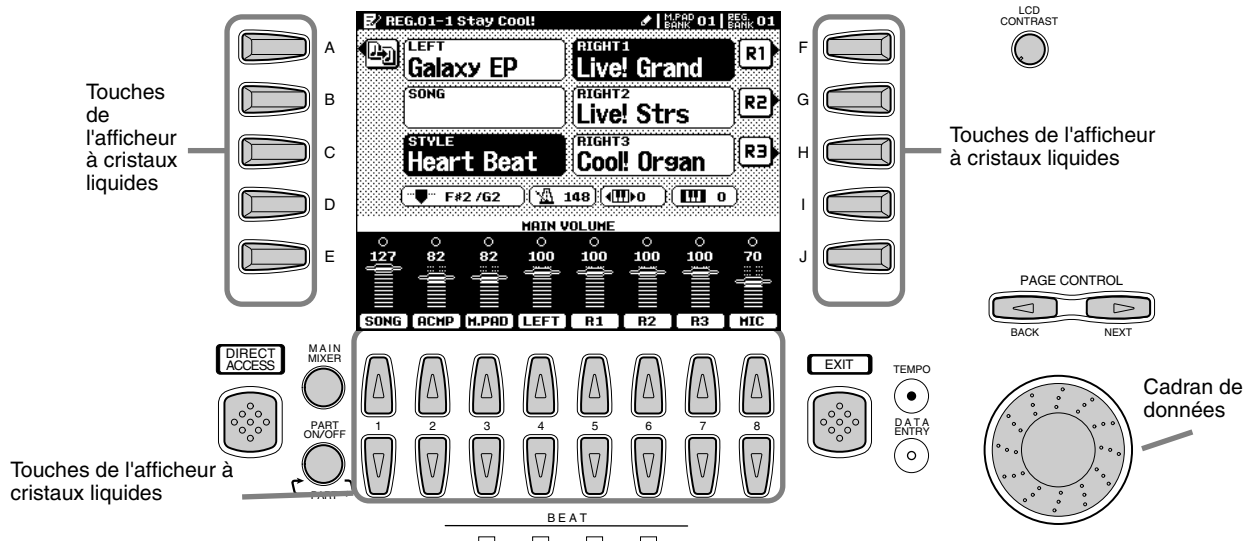 REG.01-1 Stay Cool!
M.PAD BANK 01 REG. BANK 01
LCD
CONTRAST
A
B
C
D
E
LEFT
Galaxy EP
SONG
STYLE
Heart Beat
RIGHT1
Live! Grand
R1
RIGHT2
Live! Strs
R2
RIGHT3
Cool! Organ
R3
F#2 /G2
148
0
0
F
G
H
I
J
Touches
de
l'afficheur
à cristaux
liquides
Touches de l'afficheur
à cristaux liquides
MAIN VOLUME
127 82 82 100 100 100 100 70
SONG ACMP M.PAD LEFT R1 R2 R3 MIC
PAGE CONTROL
BACK NEXT
DIRECT
ACCESS
MAIN
MIXER
PART
ON/OFF
PART
1 2 3 4 5 6 7 8
EXIT
TEMPO
DATA
ENTRY
Cadran de
données
Touches de l'afficheur à
cristaux liquides
BEAT